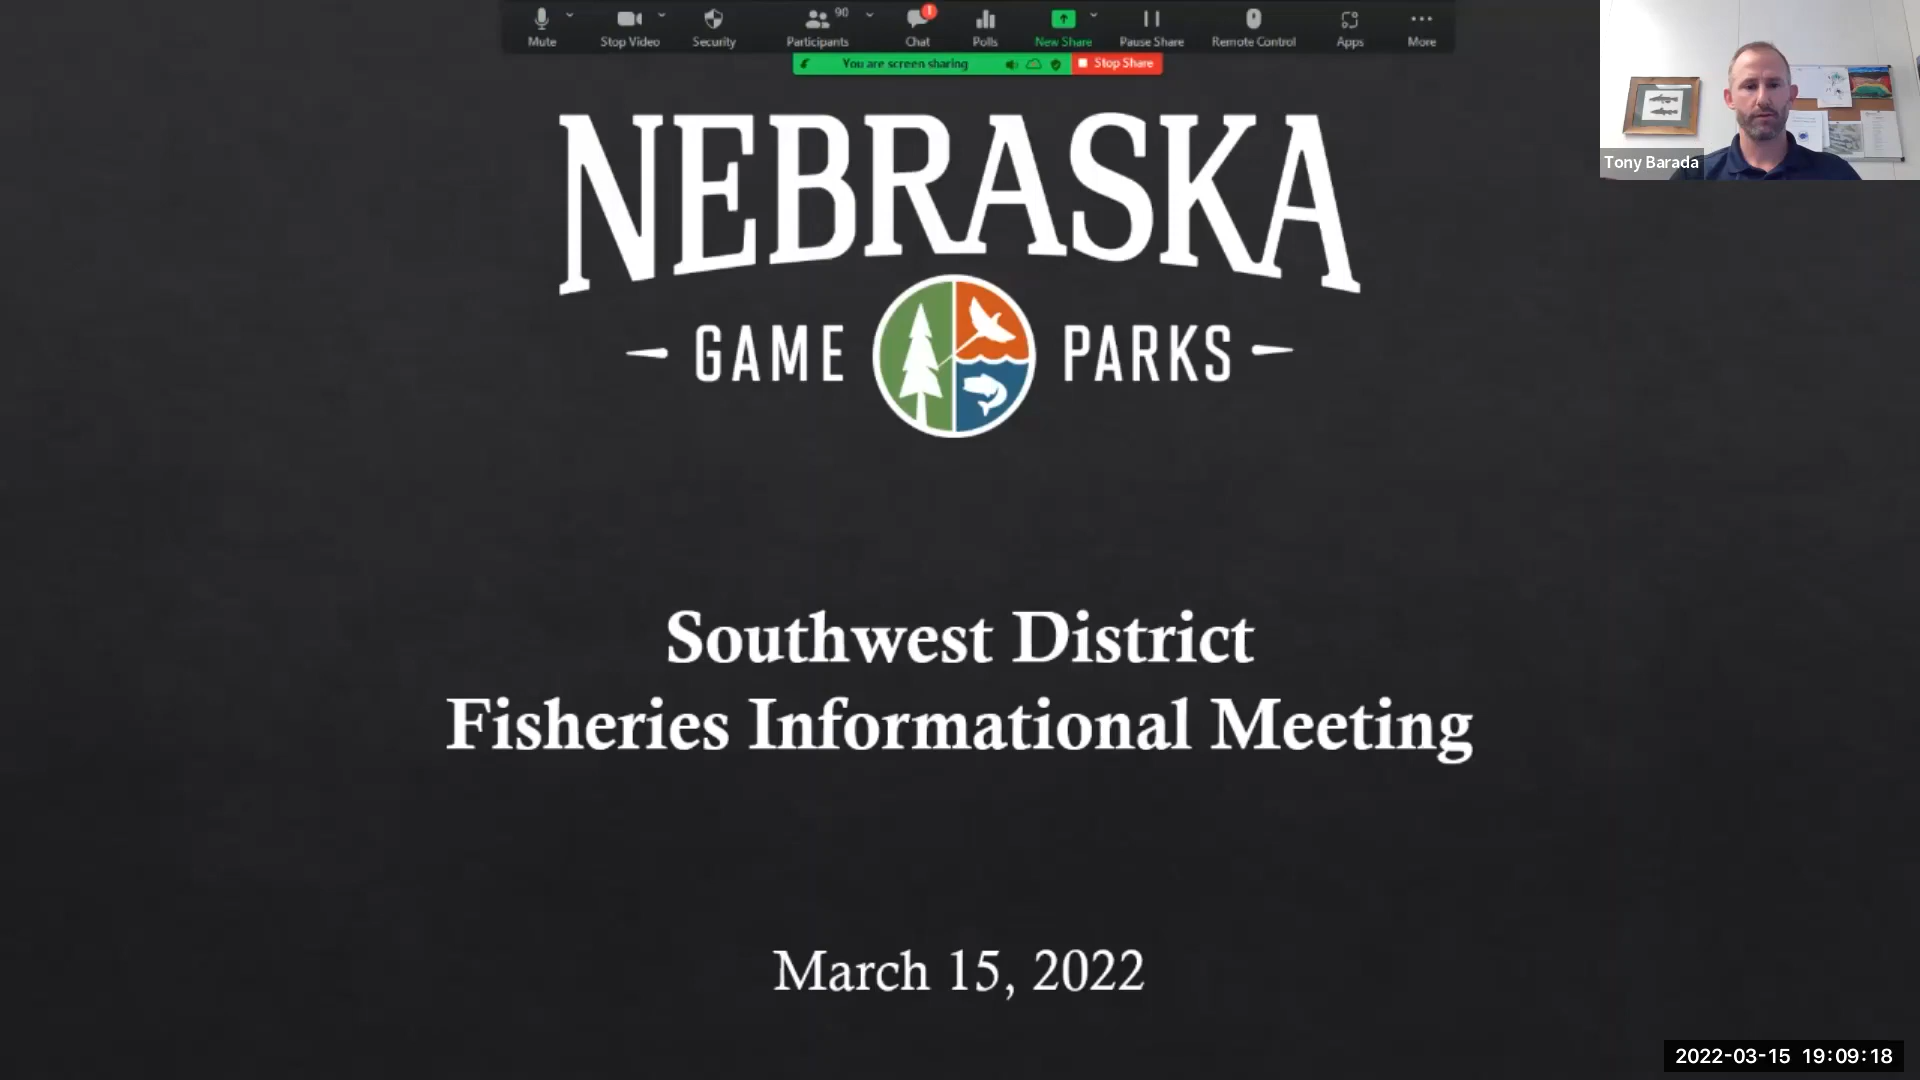 Mute
Stop Video
Security
Participants
90
Chat
1
Polls
New Share
Pause Share
Remote Control
Apps
More
You are screen sharing
Stop Share
Tony Barada
NEBRASKA
GAME PARKS
Southwest District
Fisheries Informational Meeting
March 15, 2022
2022-03-15 19:09:18